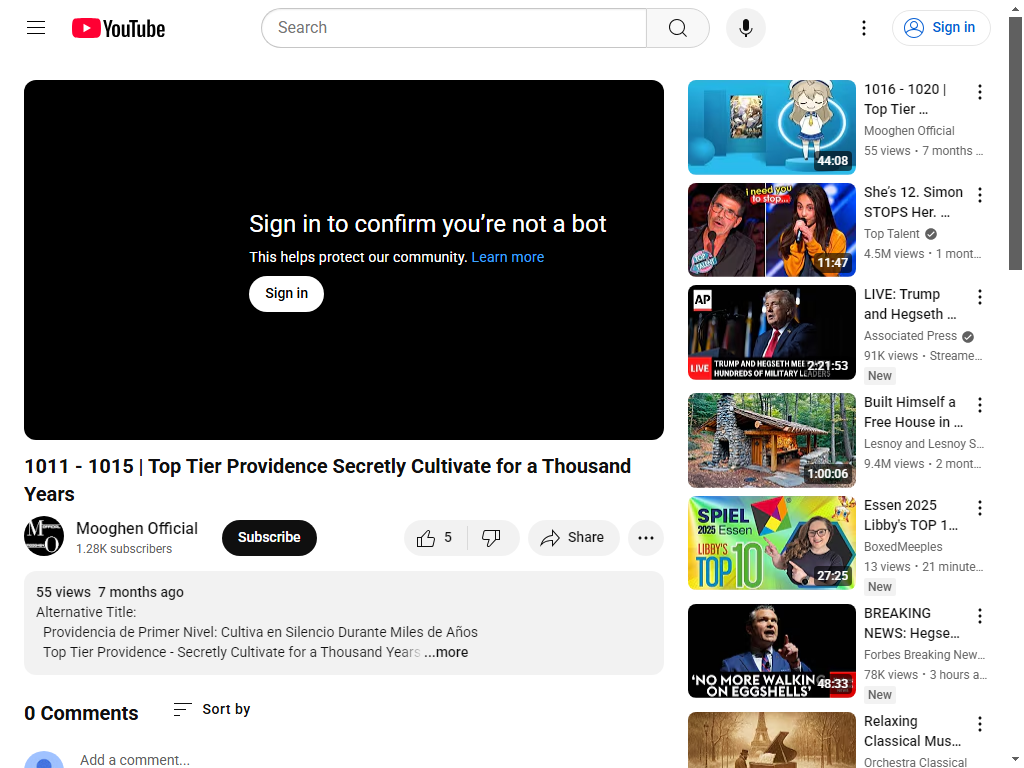 YouTube
Search
Sign in
Sign in to confirm you're not a bot
This helps protect our community. Learn more
Sign in
1011 - 1015 | Top Tier Providence Secretly Cultivate for a Thousand
Years
Mooghen Official
1.28K subscribers
Subscribe
5
Share
55 views 7 months ago
Alternative Title:
Providencia de Primer Nivel: Cultiva en Silencio Durante Miles de Años
Top Tier Providence - Secretly Cultivate for a Thousand Years ...more
0 Comments
Sort by
Add a comment...
44:08
1016 - 1020 |
Top Tier ...
Mooghen Official
55 views • 7 months ...
i need you
to stop...
TOP
TALENT
11:47
She's 12. Simon
STOPS Her. ...
Top Talent
4.5M views • 1 mont...
AP
LIVE
TRUMP AND HEGSETH MEE
HUNDREDS OF MILITARY LEADERS
2:21:53
LIVE: Trump
and Hegseth ...
Associated Press
91K views • Streame...
New
1:00:06
Built Himself a
Free House in ...
Lesnoy and Lesnoy S...
9.4M views • 2 mont...
SPIEL
2025 Essen
LIBBY'S
TOP 10
27:25
Essen 2025
Libby's TOP 1...
BoxedMeeples
13 views • 21 minute...
New
'NO MORE WALKING
ON EGGSHELLS'
48:33
BREAKING
NEWS: Hegse...
Forbes Breaking New...
78K views • 3 hours a...
New
Relaxing
Classical Mus...
Orchestra Classical